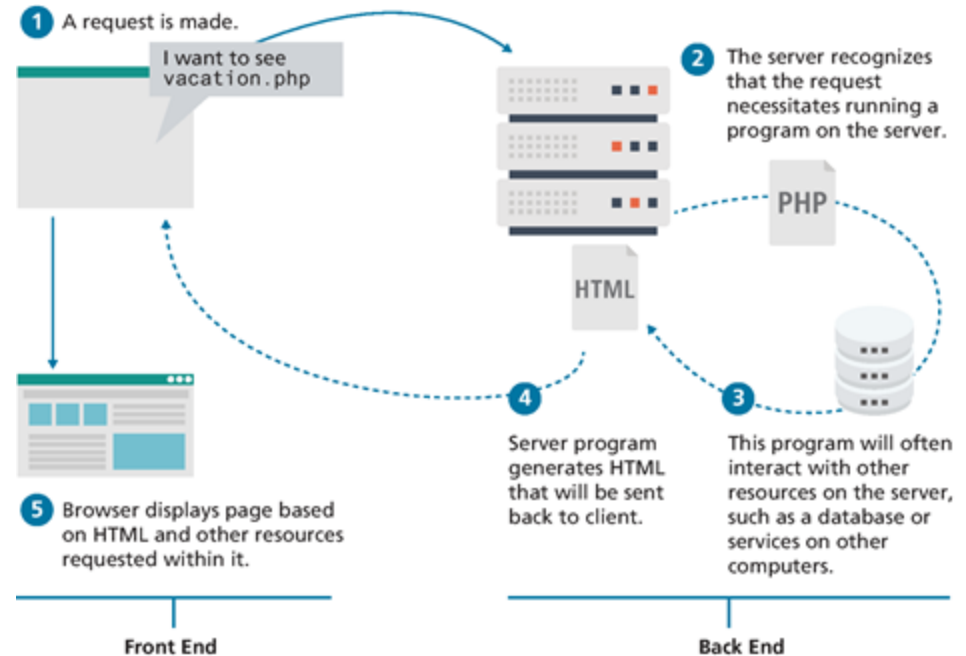 1 A request is made.
I want to see
vacation.php
2 The server recognizes
that the request
necessitates running a
program on the server.
PHP
HTML
3
This program will often
interact with other
resources on the server,
such as a database or
services on other
computers.
4
Server program
generates HTML
that will be sent
back to client.
5 Browser displays page based
on HTML and other resources
requested within it.
Front End
Back End